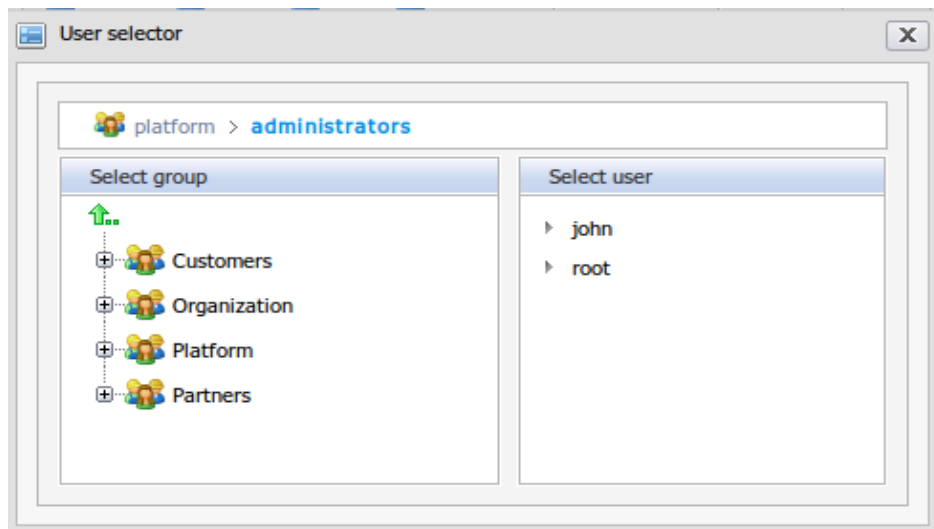 User selector
platform > administrators
Select group
Select user
Customers
Organization
Platform
Partners
john
root